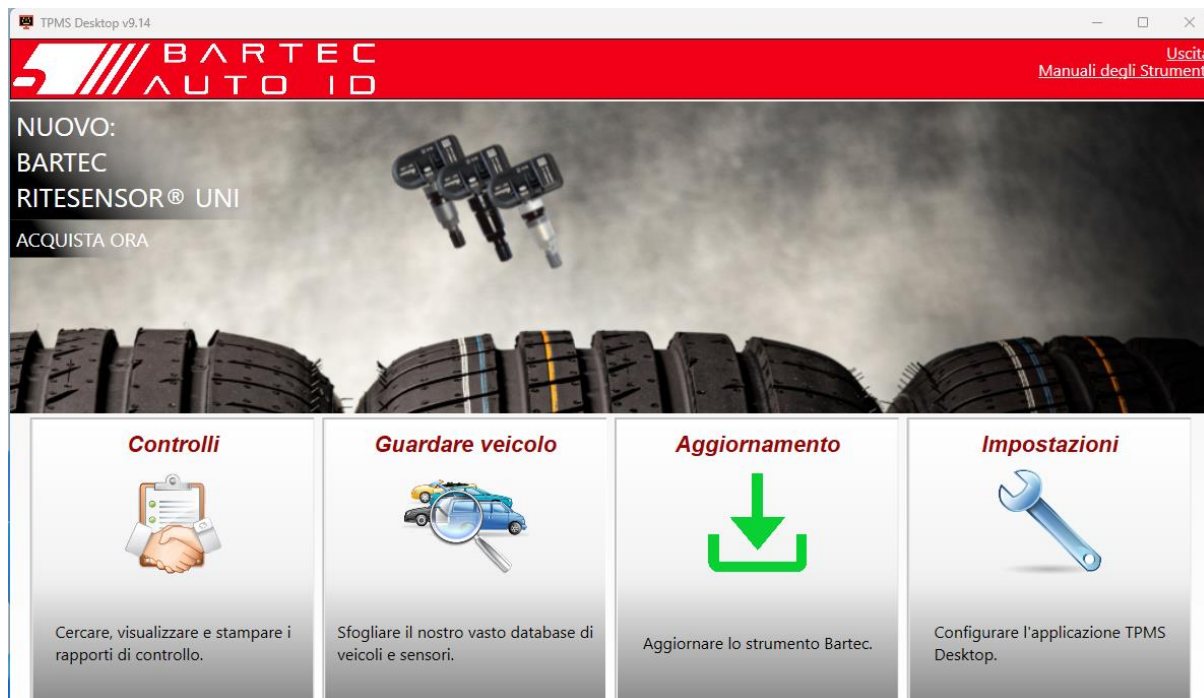 TPMS Desktop v9.14
BARTEC
AUTO ID
Uscita
Manuali degli Strument
NUOVO:
BARTEC
RITESENSOR® UNI
ACQUISTA ORA
Controlli
Guardare veicolo
Aggiornamento
Impostazioni
Cercare, visualizzare e stampare i
rapporti di controllo.
Sfogliare il nostro vasto database di
veicoli e sensori.
Aggiornare lo strumento Bartec.
Configurare l'applicazione TPMS
Desktop.